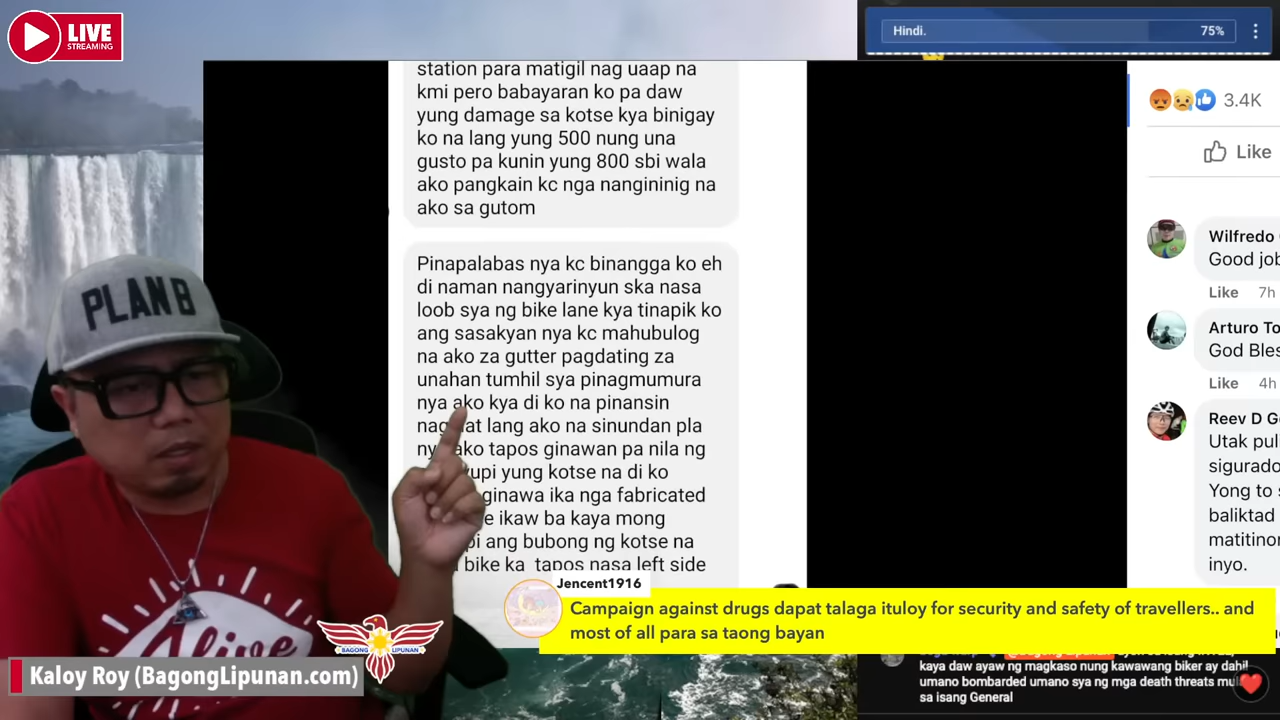 LIVE
STREAMING
Hindi.
75%
station para matigil nag uaap na
kmi pero babayaran ko pa daw
yung damage sa kotse kya binigay
ko na lang yung 500 nung una
gusto pa kunin yung 800 sbi wala
ako pangkain kc nga nangininig na
ako sa gutom
Pinapalabas nya kc binangga ko eh
di naman nangyarinyun ska nasa
loob sya ng bike lane kya tinapik ko
ang sasakyan nya kc mahubulog
na ako za gutter pagdating za
unahan tumhil sya pinagmumura
nya ako kya di ko na pinansin
lang ako na sinundan pla
ako tapos ginawan pa nila ng
yung kotse na di ko
ginawa ika nga fabricated
ikaw ba kaya mong
ang bubong ng kotse na
bike ka tapos nasa left side
3.4K
Like
Wilfredo
Good job
Like 7h
Arturo To
God Bles
Like 4h
Reev D G
Utak pul
sigurado
Yong to s
baliktad
matitinor
inyo.
PLAN B
Alive
BAGONG LIPUNAN
Kaloy Roy (BagongLipunan.com)
Jencent1916
Campaign against drugs dapat talaga ituloy for security and safety of travellers.. and
most of all para sa taong bayan
kaya daw ayaw ng magkaso nung kawawang biker ay dahil
umano bombarded umano sya ng mga death threats mula
sa isang General